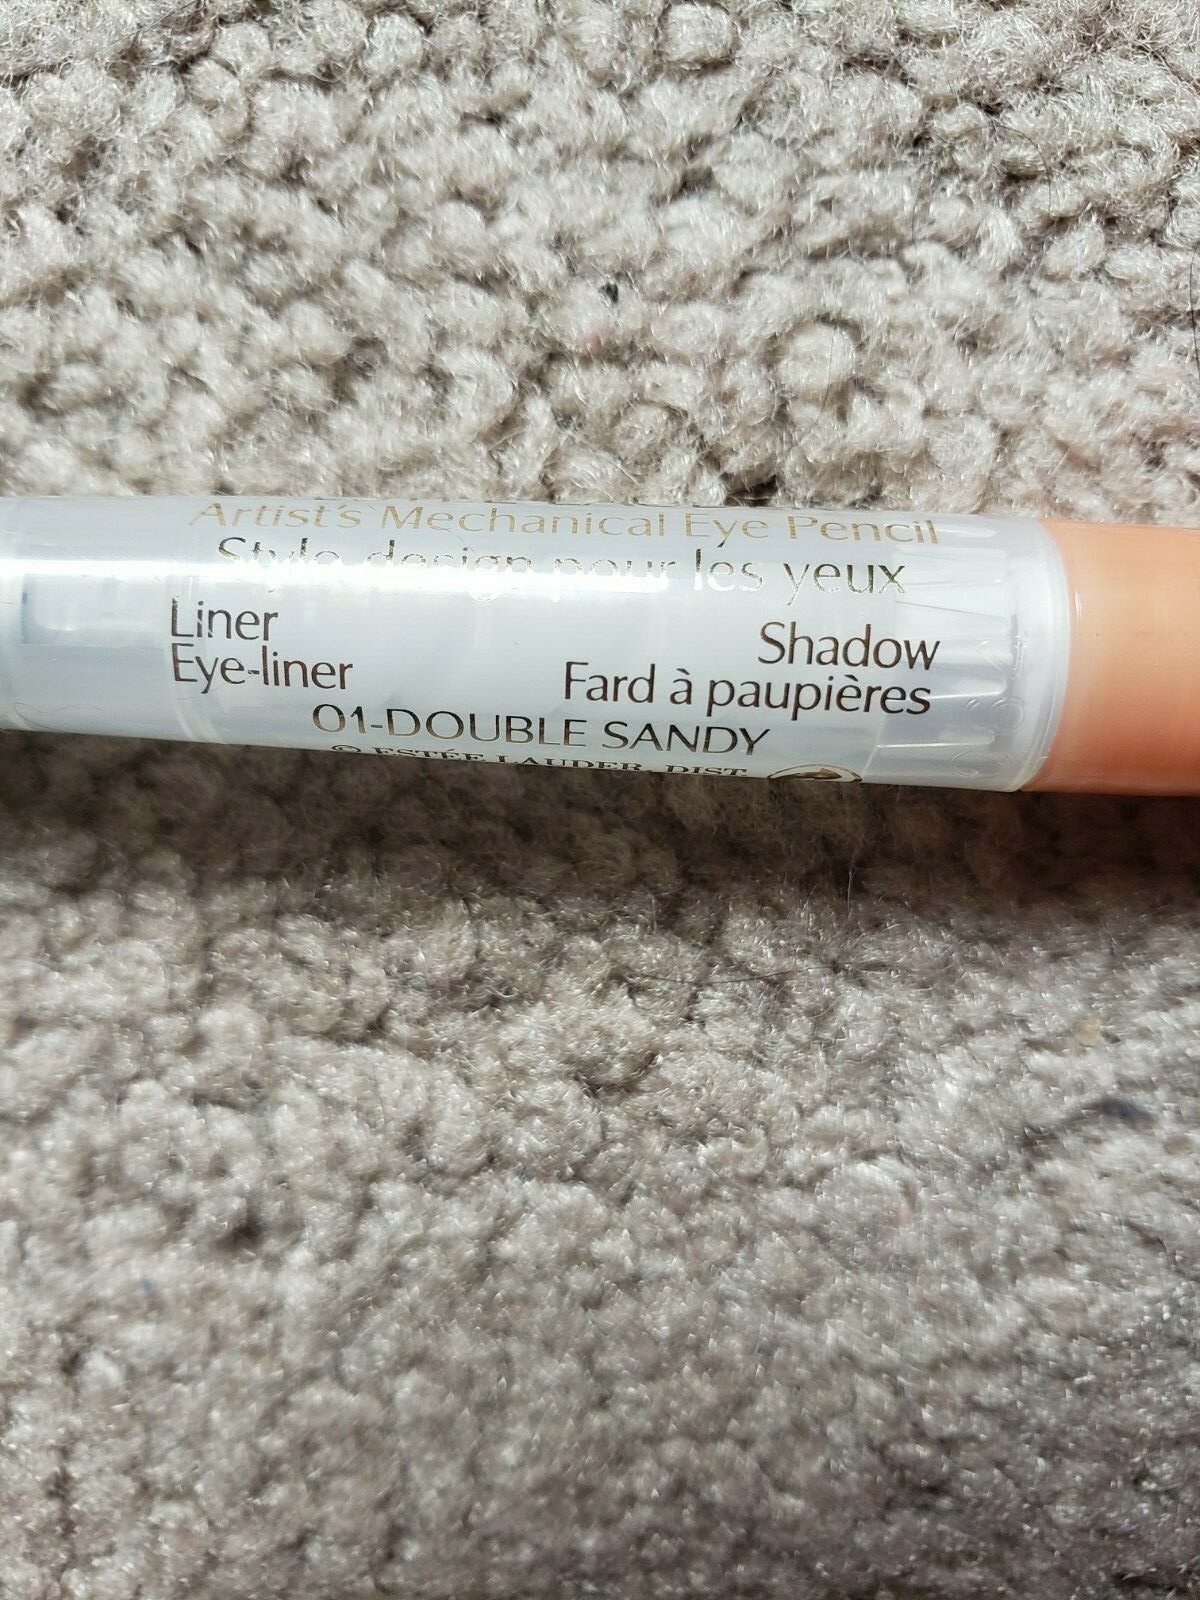 Artist's Mechanical Eye Pencil
Stylo design pour les yeux
Liner
Eye-liner
Shadow
Fard à paupières
01-DOUBLE SANDY
© ESTÉE LAUDER, DIST